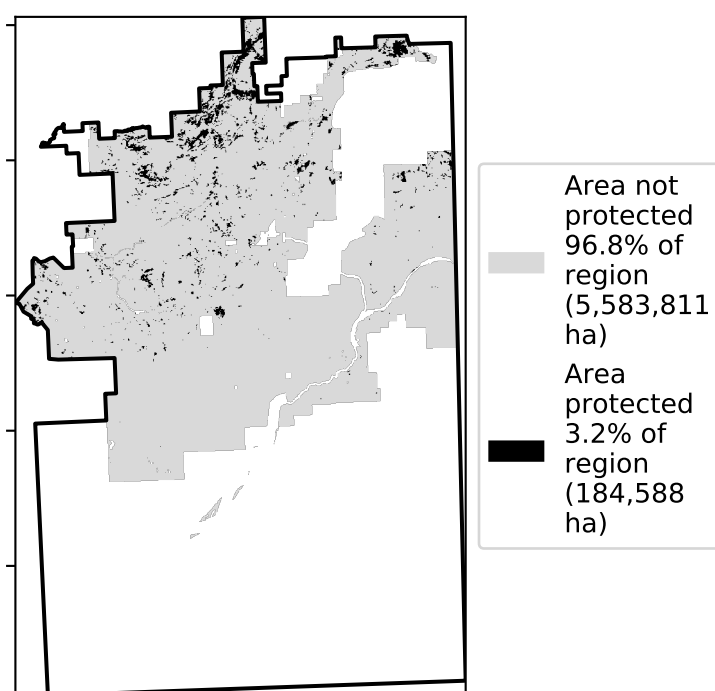 Area not
protected
96.8% of
region
(5,583,811
ha)
Area
protected
3.2% of
region
(184,588
ha)